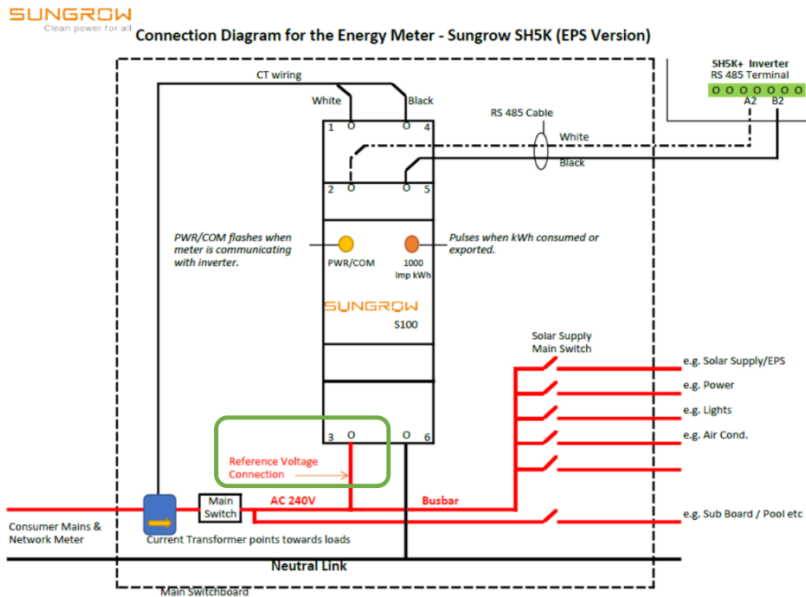 SUNGROW
Clean power for all
Connection Diagram for the Energy Meter - Sungrow SH5K (EPS Version)
SH5K+ Inverter
RS 485 Terminal
A2 B2
CT wiring
White Black
RS 485 Cable
1 4
White
Black
2 5
PWR/COM flashes when
meter is communicating
with inverter.
PWR/COM
1000
Imp kWh
Pulses when kWh consumed or
exported.
SUNGROW
S100
Solar Supply
Main Switch
e.g. Solar Supply/EPS
e.g. Power
e.g. Lights
e.g. Air Cond.
3 6
Reference Voltage
Connection
Main
Switch
AC 240V
Busbar
e.g. Sub Board / Pool etc
Consumer Mains &
Network Meter
Current Transformer points towards loads
Neutral Link
Main Switchboard